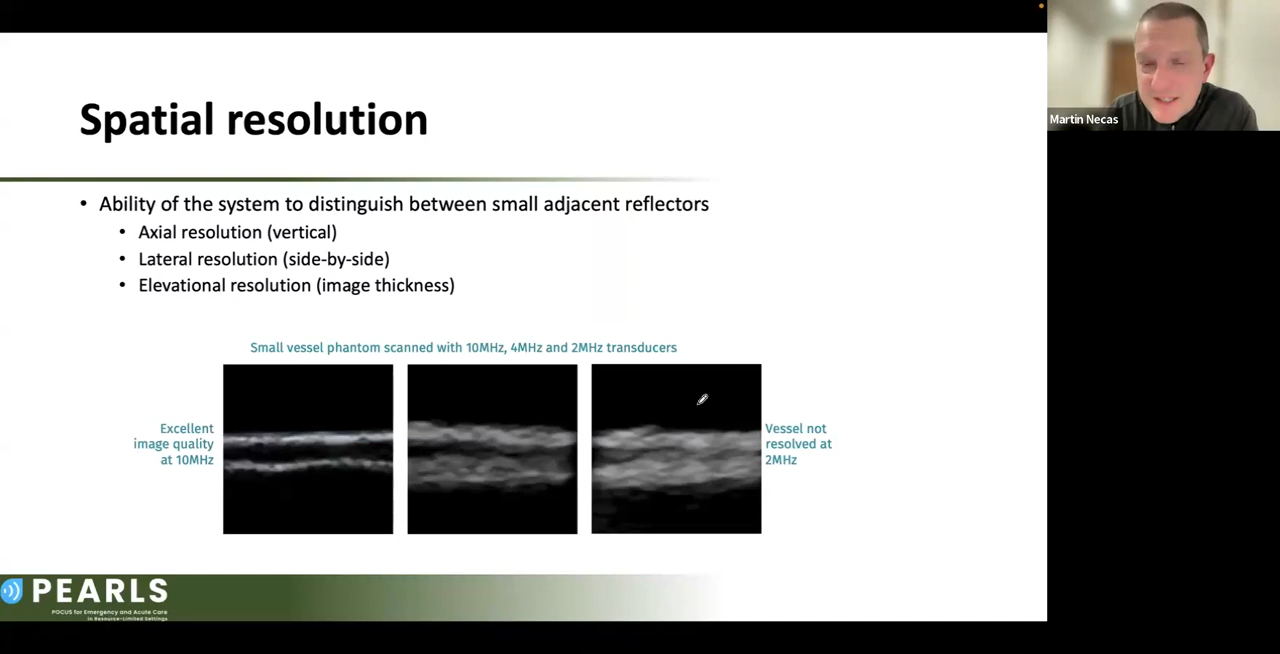 Spatial resolution
• Ability of the system to distinguish between small adjacent reflectors
• Axial resolution (vertical)
• Lateral resolution (side-by-side)
• Elevational resolution (image thickness)
Small vessel phantom scanned with 10MHz, 4MHz and 2MHz transducers
Excellent
image quality
at 10MHz
Vessel not
resolved at
2MHz
PEARLS
POCUS for Emergency and Acute Care
in Resource-Limited Settings
Martin Necas